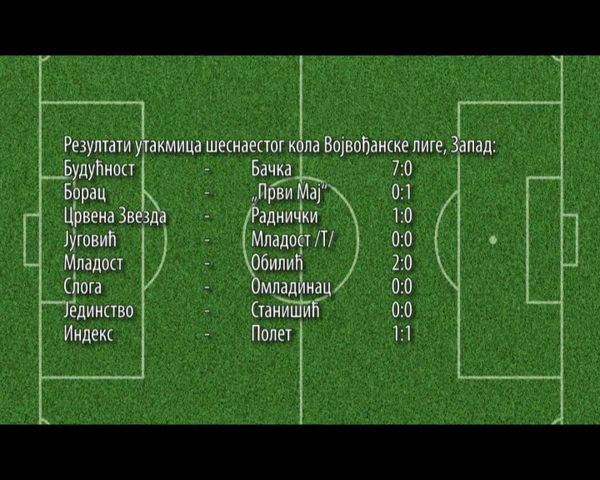 Резултати утакмица шеснаестог кола Војвођанске лиге, Запад:
Будућност - Бачка 7:0
Борац - „Први Мај“ 0:1
Црвена Звезда - Раднички 1:0
Југовић - Младост /Т/ 0:0
Младост - Обилић 2:0
Слога - Омладинац 0:0
Јединство - Станишић 0:0
Индекс - Полет 1:1